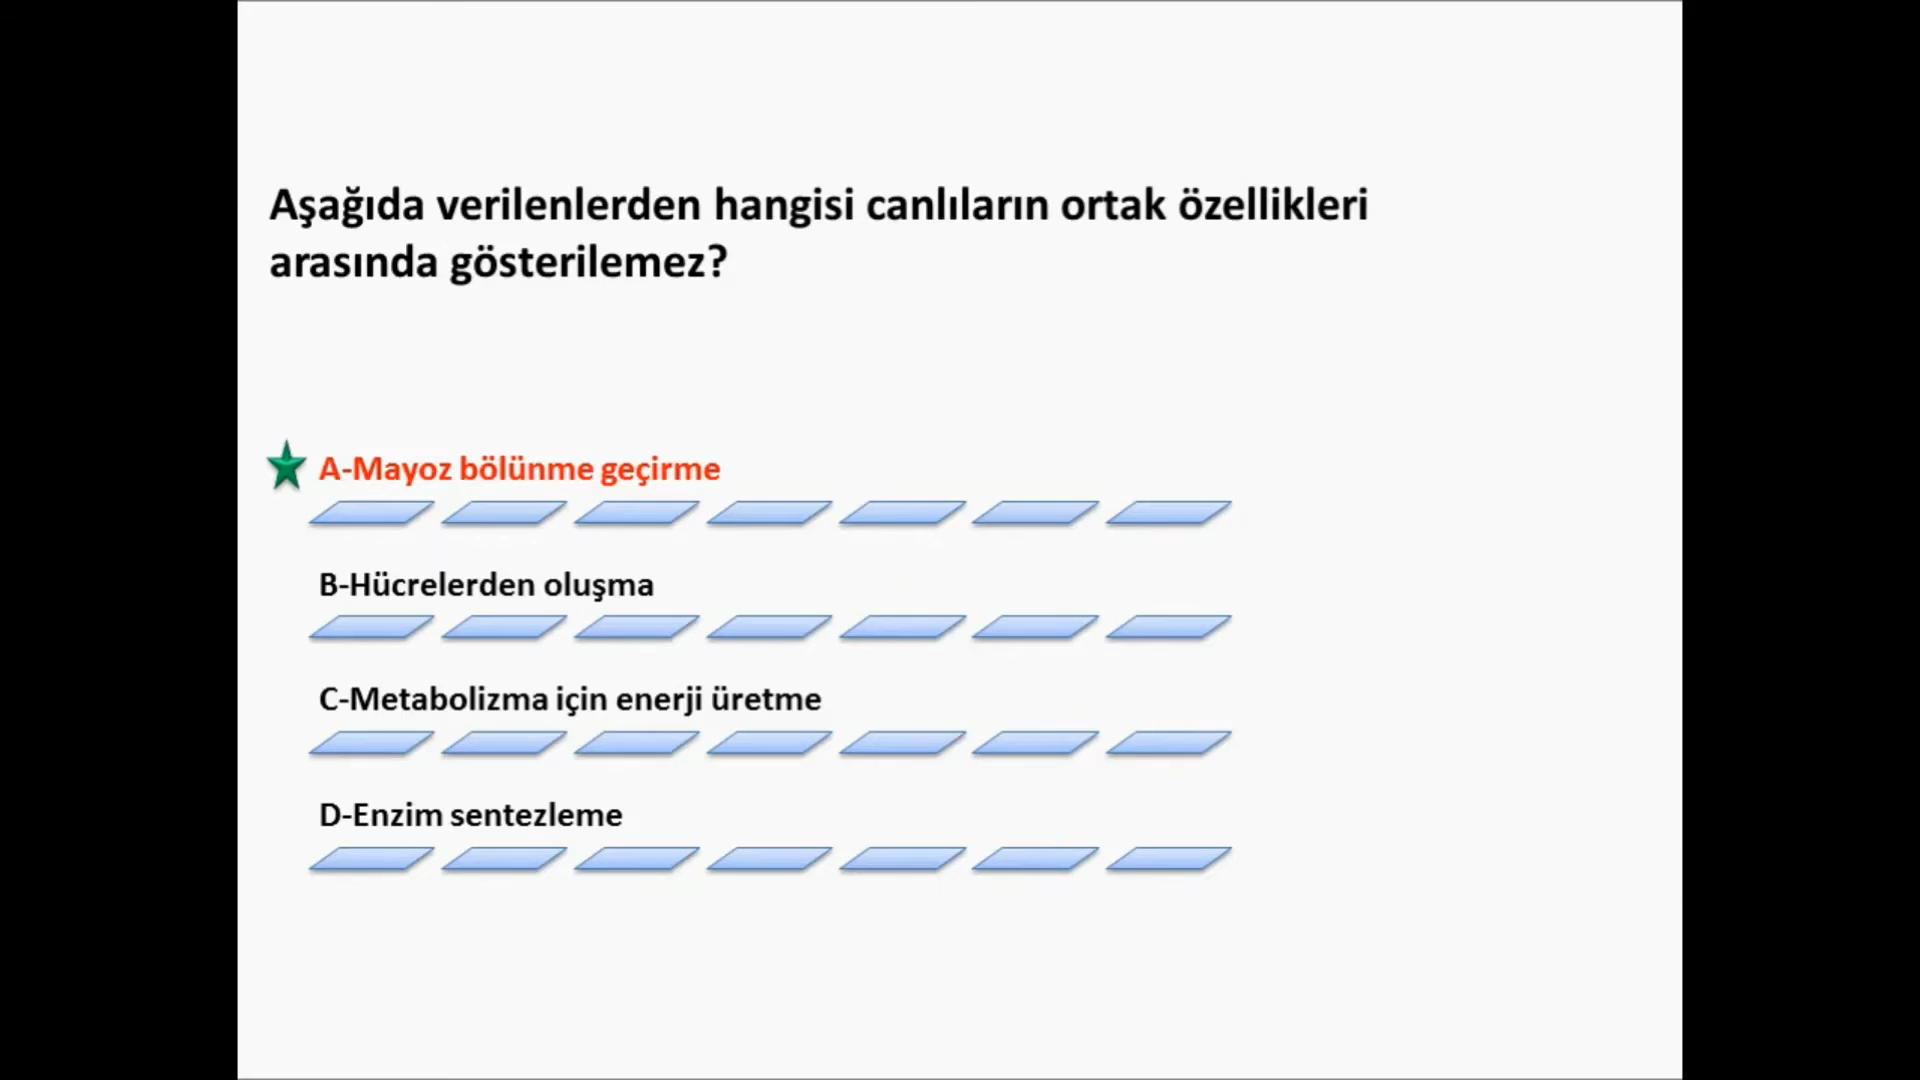 Aşağıda verilenlerden hangisi canlıların ortak özellikleri
arasında gösterilemez?
A-Mayoz bölünme geçirme
B-Hücrelerden oluşma
C-Metabolizma için enerji üretme
D-Enzim sentezleme